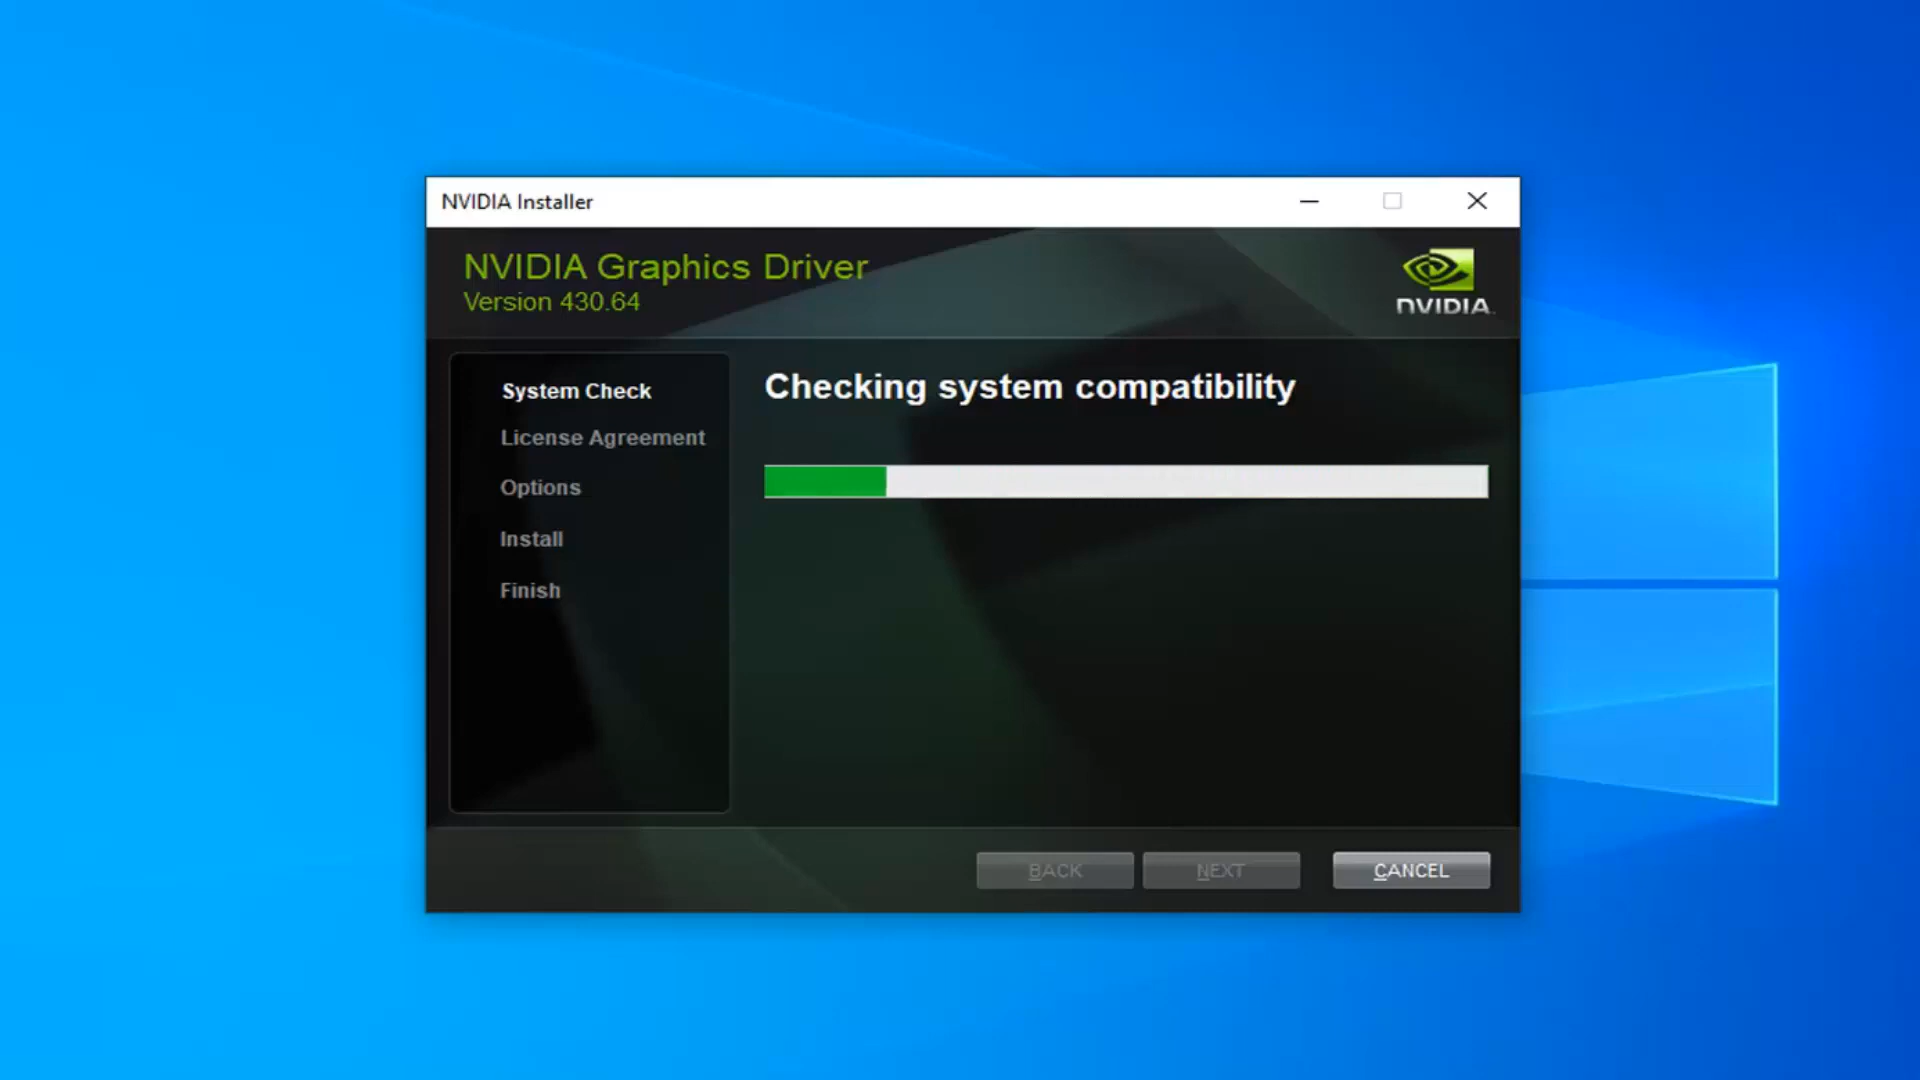 NVIDIA Installer
NVIDIA Graphics Driver
Version 430.64
NVIDIA
System Check
License Agreement
Options
Install
Finish
Checking system compatibility
BACK
NEXT
CANCEL